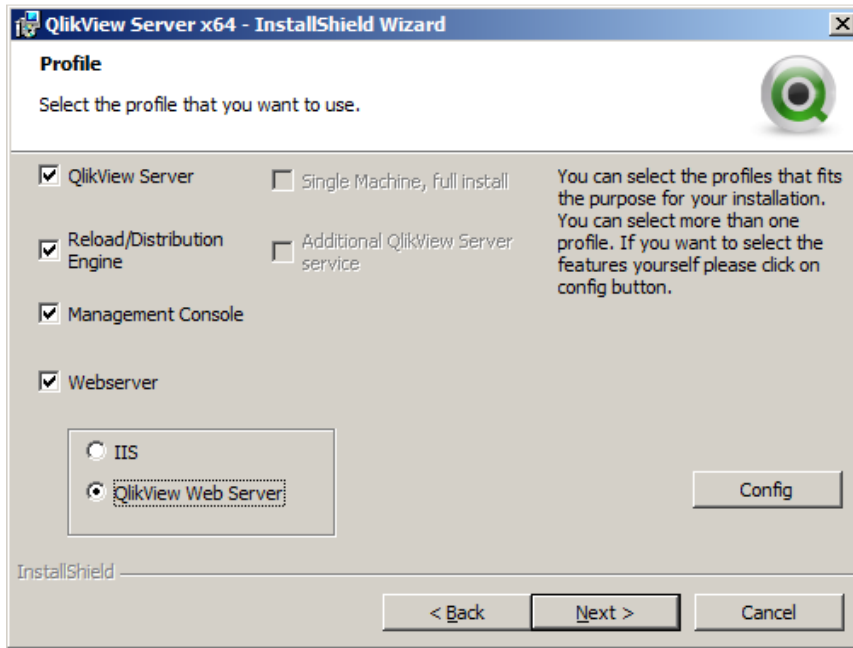 QlikView Server x64 - InstallShield Wizard
Profile
Select the profile that you want to use.
QlikView Server
Single Machine, full install
Reload/Distribution
Engine
Additional QlikView Server
service
Management Console
Webserver
IIS
QlikView Web Server
You can select the profiles that fits
the purpose for your installation.
You can select more than one
profile. If you want to select the
features yourself please click on
config button.
Config
InstallShield
< Back
Next >
Cancel